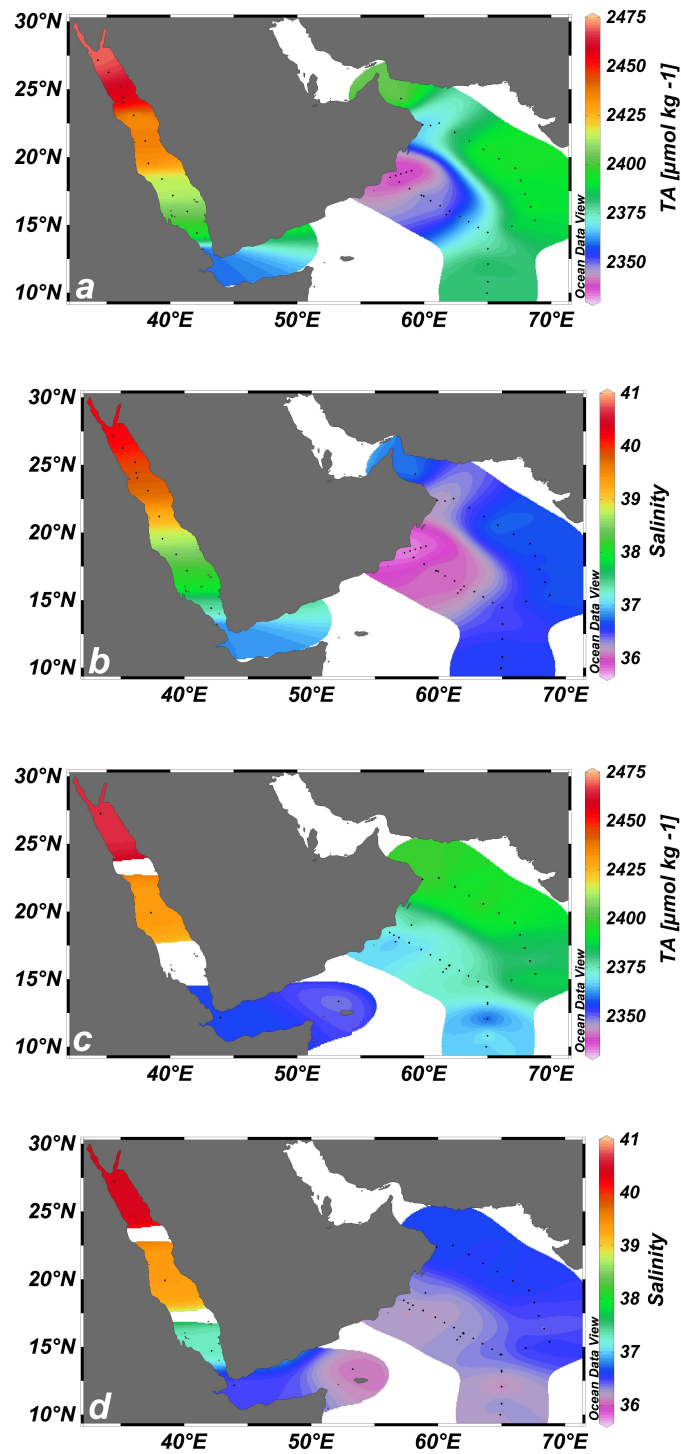 30°N
25°N
20°N
15°N
10°N
40°E 50°E 60°E 70°E
a
Ocean Data View
2475
2450
2425
2400
2375
2350
TA [µmol kg -1]
30°N
25°N
20°N
15°N
10°N
40°E 50°E 60°E 70°E
b
Ocean Data View
41
40
39
38
37
36
Salinity
30°N
25°N
20°N
15°N
10°N
40°E 50°E 60°E 70°E
c
Ocean Data View
2475
2450
2425
2400
2375
2350
TA [µmol kg -1]
30°N
25°N
20°N
15°N
10°N
40°E 50°E 60°E 70°E
d
Ocean Data View
41
40
39
38
37
36
Salinity